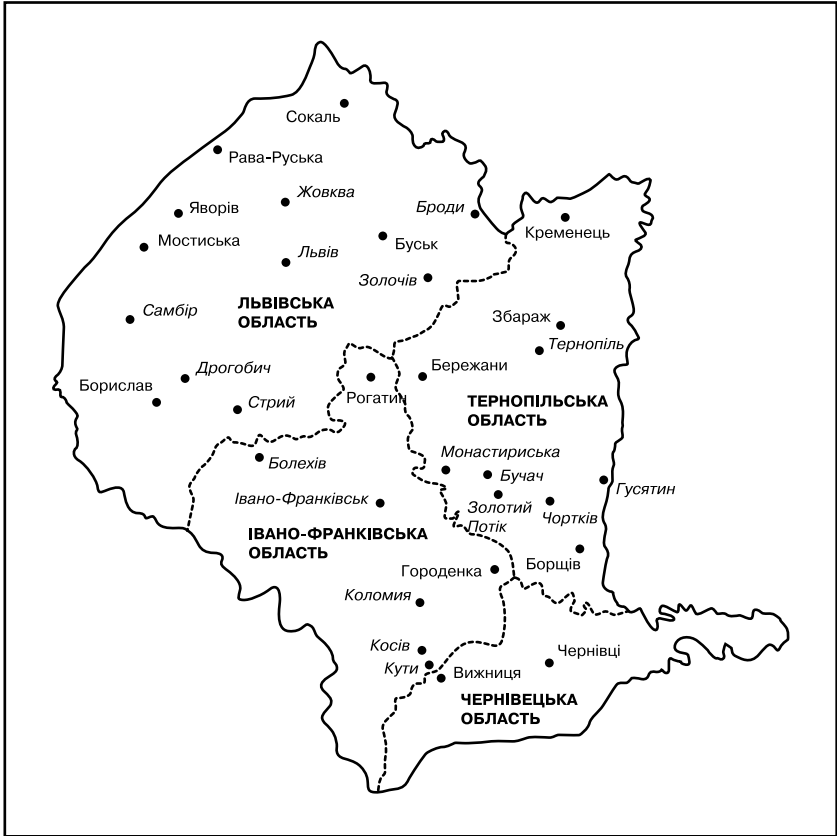 Сокаль
Рава-Руська
Жовква
Яворів
Броди
Кременець
Мостиська
Буськ
Львів
Золочів
ЛЬВІВСЬКА
ОБЛАСТЬ
Самбір
Збараж
Тернопіль
Дрогобич
Бережани
Борислав
Рогатин
Стрий
ТЕРНОПІЛЬСЬКА
ОБЛАСТЬ
Монастириська
Болехів
Бучач
Гусятин
Івано-Франківськ
Золотий
Потік
Чортків
ІВАНО-ФРАНКІВСЬКА
ОБЛАСТЬ
Борщів
Городенка
Коломия
Косів
Чернівці
Кути
Вижниця
ЧЕРНІВЕЦЬКА
ОБЛАСТЬ